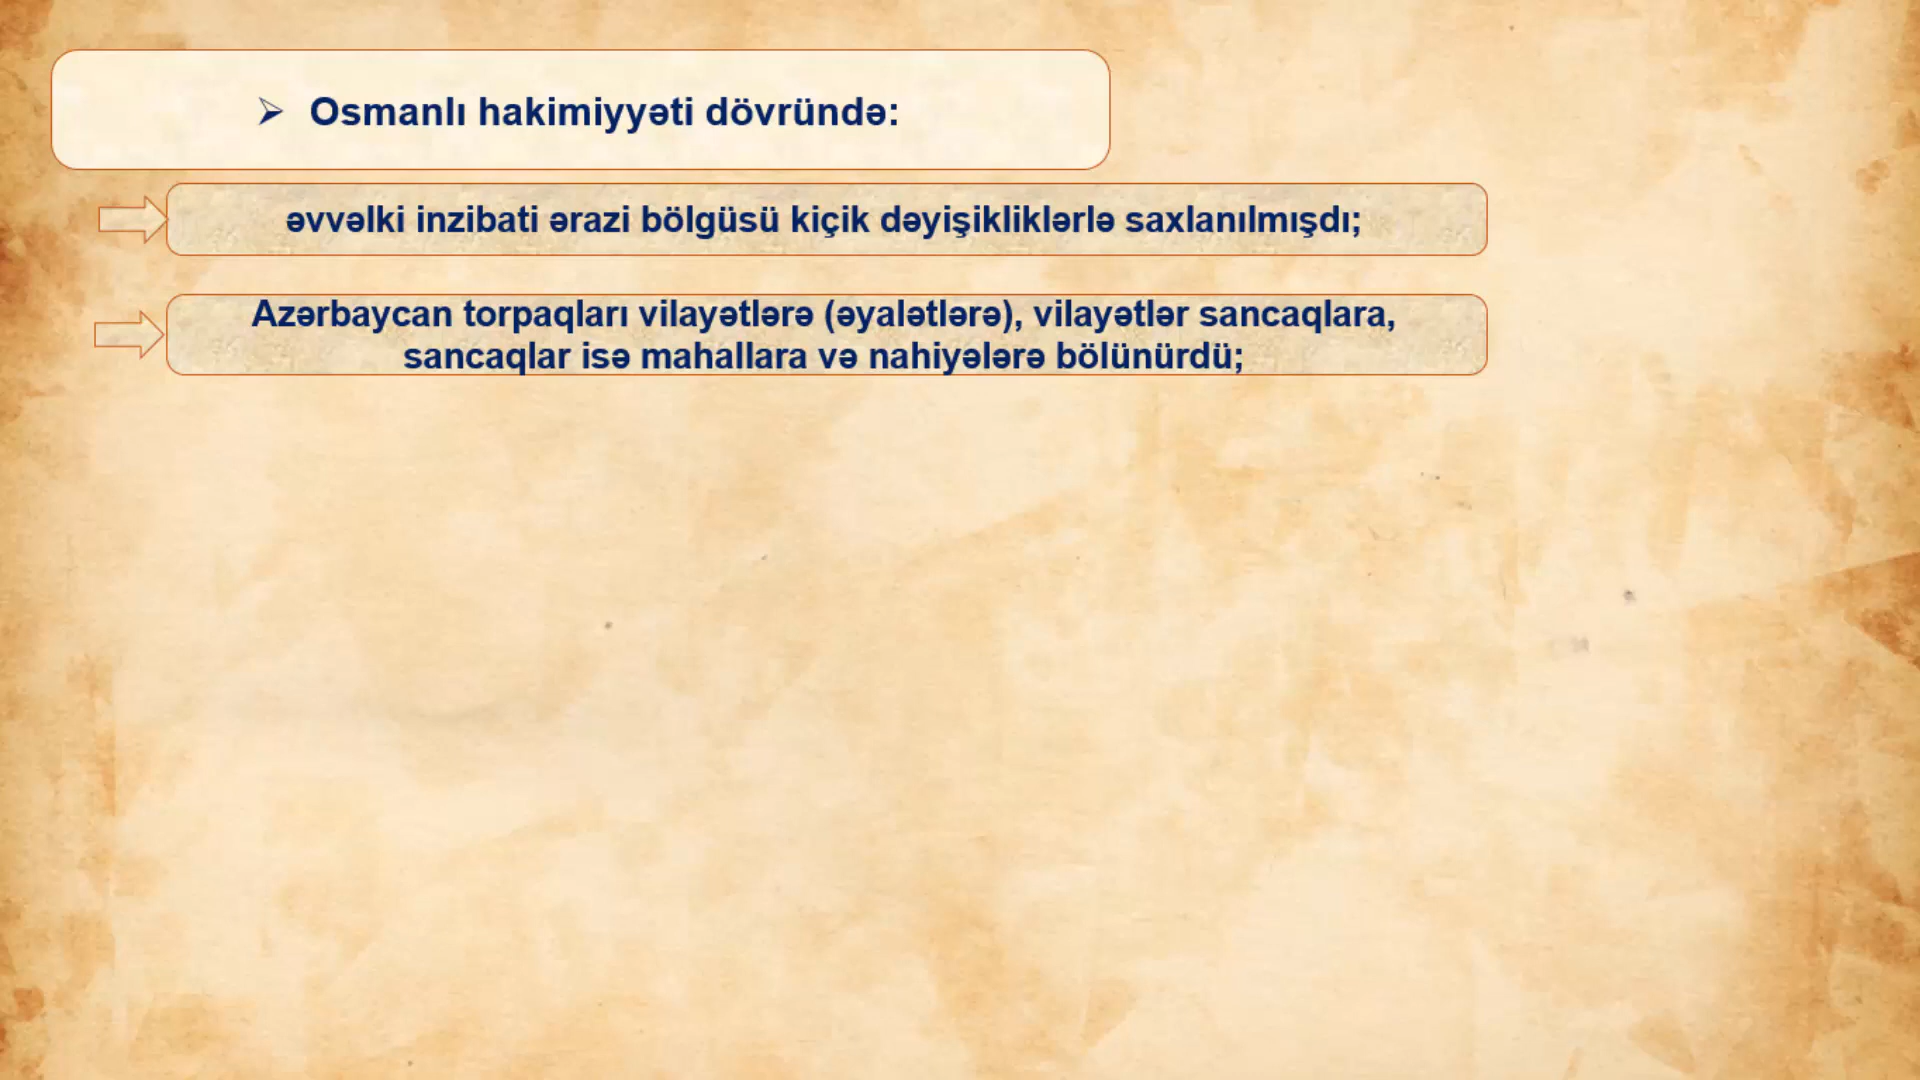 ➢ Osmanlı hakimiyyəti dövründə:
əvvəlki inzibati ərazi bölgüsü kiçik dəyişikliklərlə saxlanılmışdı;
Azərbaycan torpaqları vilayətlərə (əyalətlərə), vilayətlər sancaqlara,
sancaqlar isə mahallara və nahiyələrə bölünürdü;